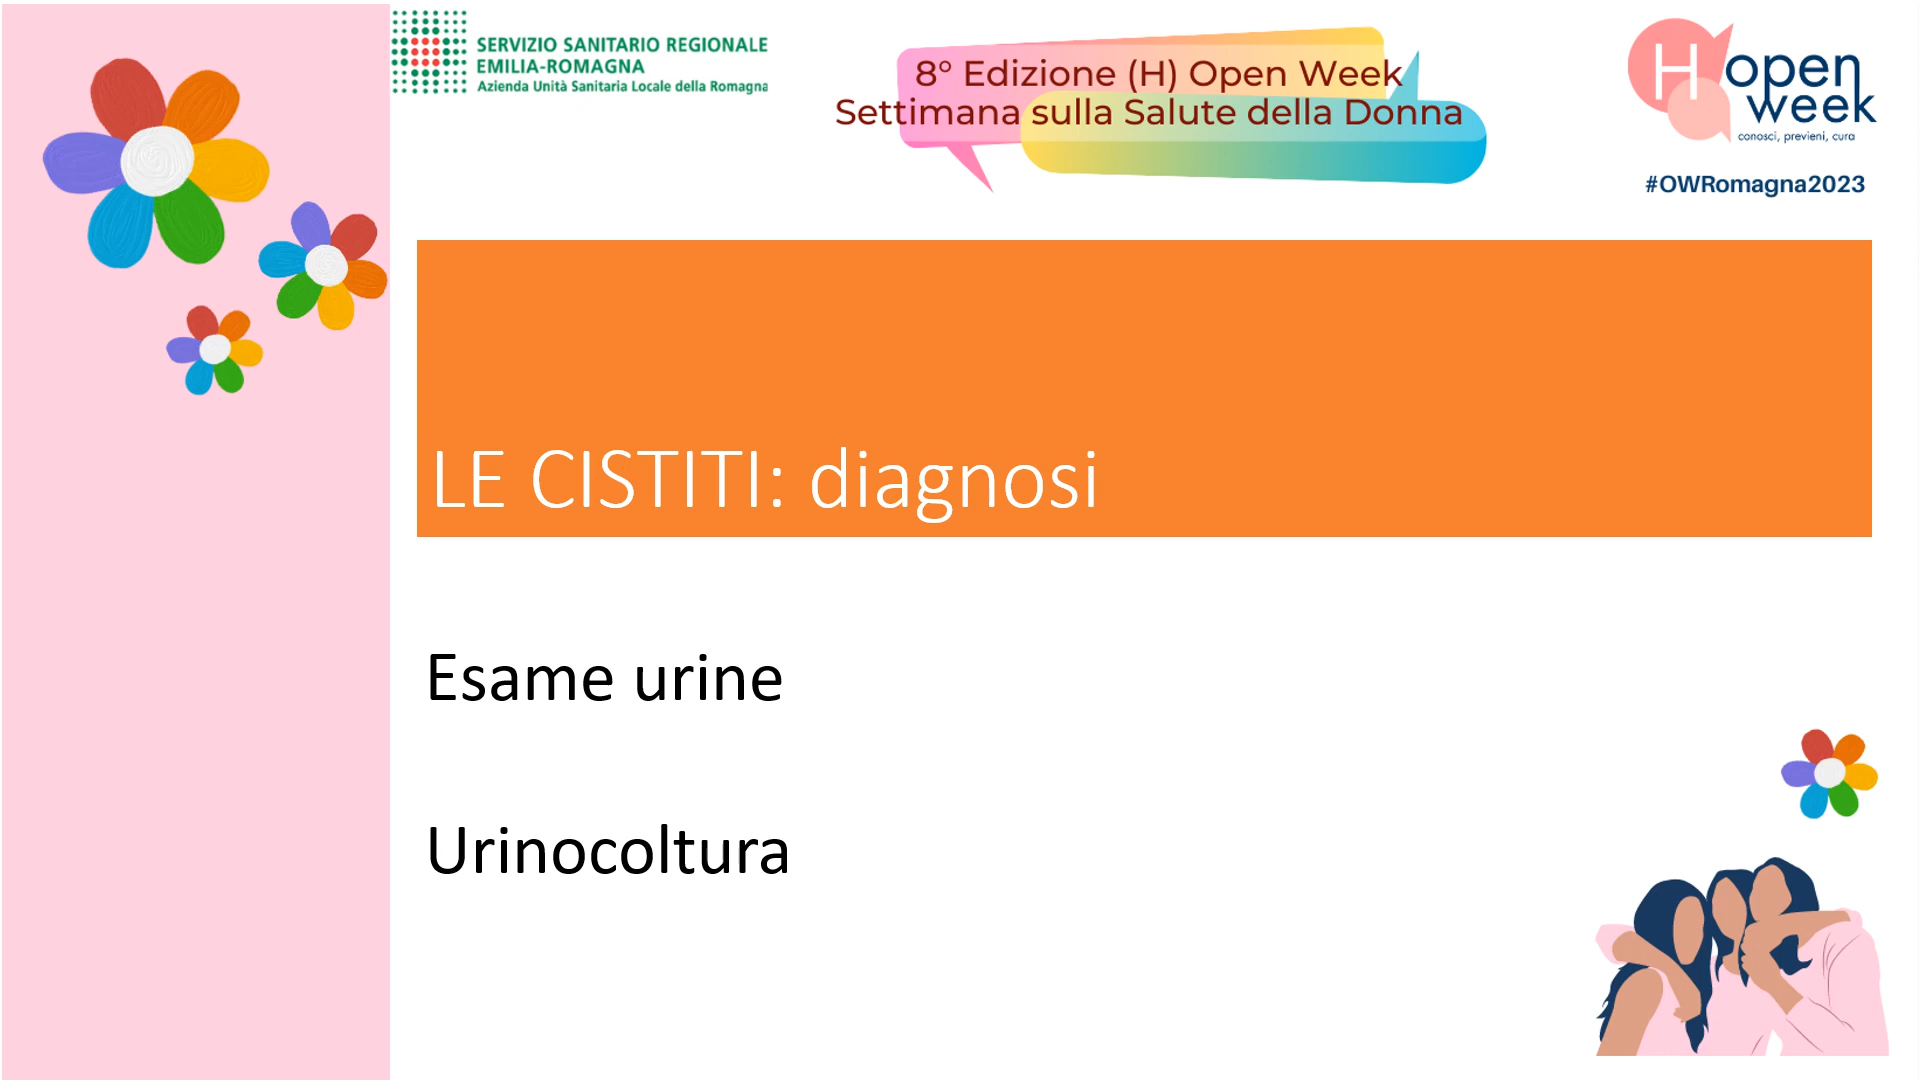 SERVIZIO SANITARIO REGIONALE
EMILIA-ROMAGNA
Azienda Unità Sanitaria Locale della Romagna
8° Edizione (H) Open Week
Settimana sulla Salute della Donna
H open
week
conosci, previeni, cura
#OWRomagna2023
LE CISTITI: diagnosi
Esame urine
Urinocoltura